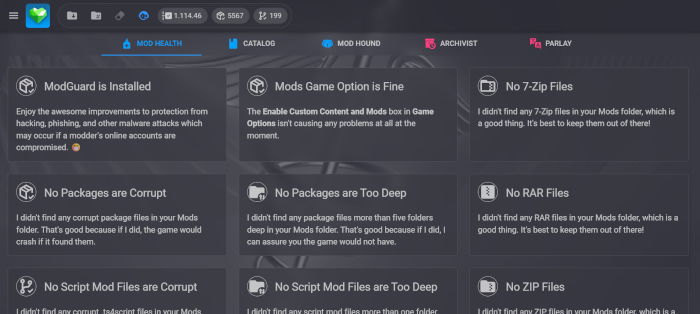 1.114.46 5567 199
MOD HEALTH CATALOG MOD HOUND ARCHIVIST PARLAY
ModGuard is Installed
Enjoy the awesome improvements to protection from
hacking, phishing, and other malware attacks which
may occur if a modder's online accounts are
compromised.
Mods Game Option is Fine
The Enable Custom Content and Mods box in Game
Options isn't causing any problems at all at the
moment.
No 7-Zip Files
I didn't find any 7-Zip files in your Mods folder, which is
a good thing. It's best to keep them out of there!
No Packages are Corrupt
I didn't find any corrupt package files in your Mods
folder. That's good because if I did, the game would
crash if it found them.
No Packages are Too Deep
I didn't find any package files more than five folders
deep in your Mods folder. That's good because if I did, I
can assure you the game would not have.
No RAR Files
I didn't find any RAR files in your Mods folder, which is a
good thing. It's best to keep them out of there!
No Script Mod Files are Corrupt
I didn't find any corrupt .ts4script files in your Mods
No Script Mod Files are Too Deep
I didn't find any script mod files more than one folder
No ZIP Files
I didn't find any ZIP files in your Mods folder, which is a